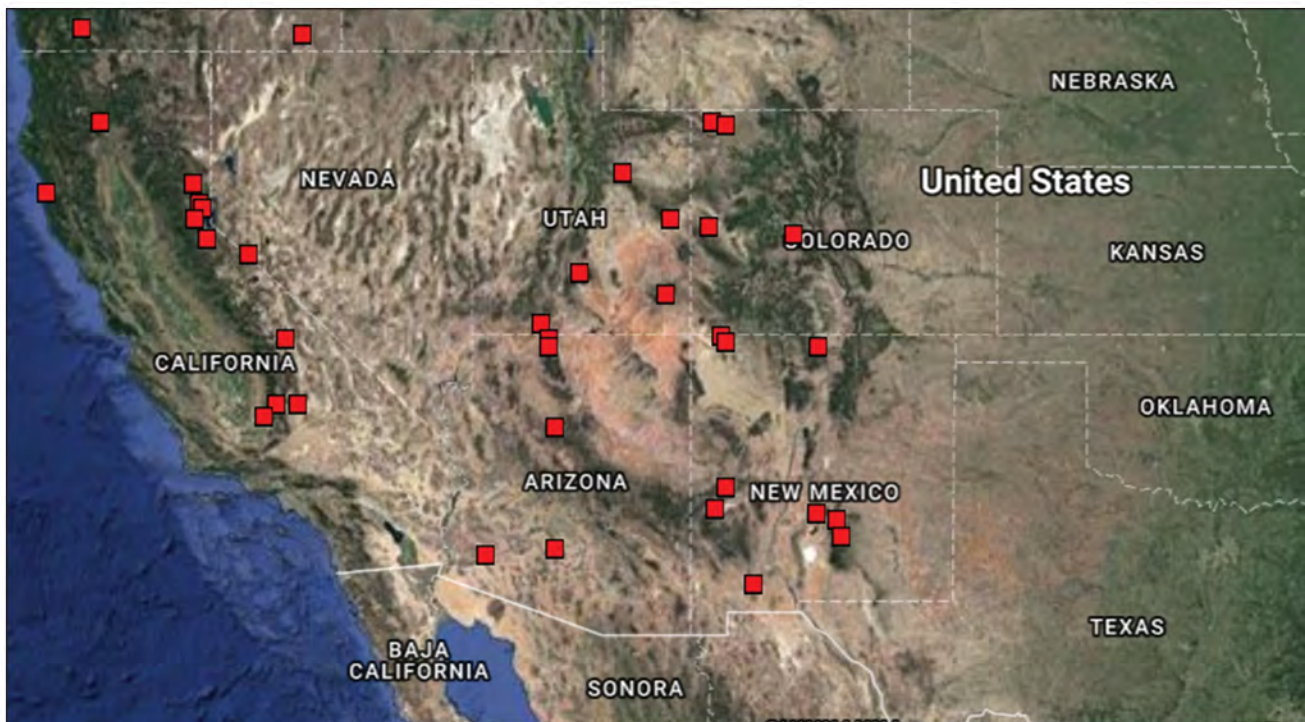 NEBRASKA
NEVADA
United States
UTAH
COLORADO
KANSAS
CALIFORNIA
OKLAHOMA
ARIZONA
NEW MEXICO
TEXAS
BAJA
CALIFORNIA
SONORA